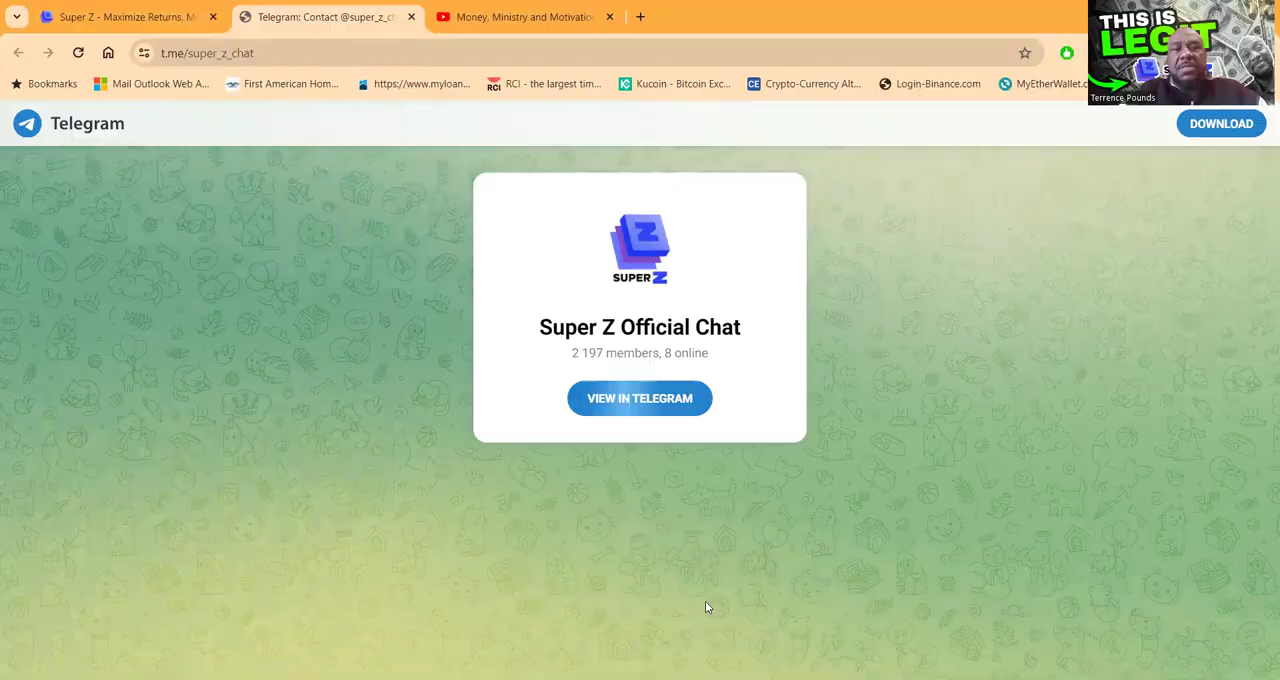 Super Z - Maximize Returns. M
Telegram: Contact @super_z_ch
Money, Ministry and Motivation
t.me/super_z_chat
Bookmarks
Mail Outlook Web A...
First American Hom...
https://www.myloan...
RCI - the largest tim...
Kucoin - Bitcoin Exc...
Crypto-Currency Alt...
Login-Binance.com
MyEtherWallet.c
THIS IS
LEGIT
Terrence Pounds
Telegram
DOWNLOAD
SUPER Z
Super Z Official Chat
2 197 members, 8 online
VIEW IN TELEGRAM